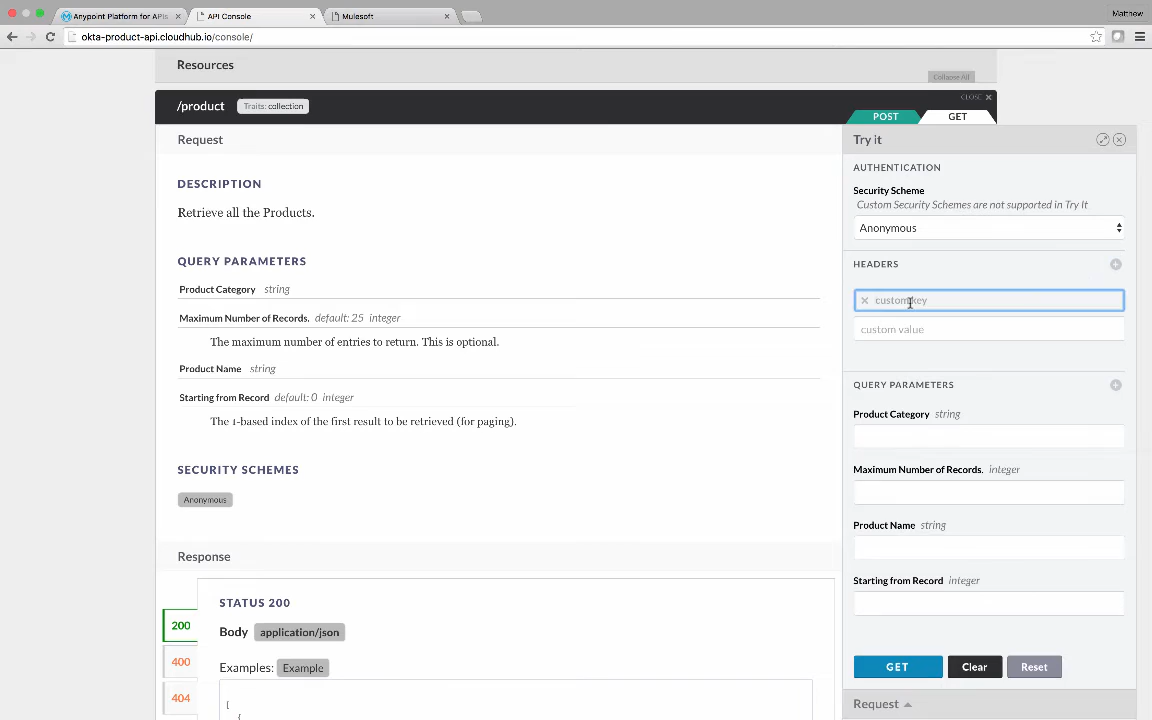 Anypoint Platform for APIs
API Console
Mulesoft
Matthew
okta-product-api.cloudhub.io/console/
Resources
Collapse All
/product
Traits: collection
CLOSE
POST
GET
Request
Try it
DESCRIPTION
Retrieve all the Products.
QUERY PARAMETERS
Product Category string
Maximum Number of Records. default: 25 integer
The maximum number of entries to return. This is optional.
Product Name string
Starting from Record default: 0 integer
The 1-based index of the first result to be retrieved (for paging).
SECURITY SCHEMES
Anonymous
Response
200
400
404
STATUS 200
Body application/json
Examples: Example
[
{
AUTHENTICATION
Security Scheme
Custom Security Schemes are not supported in Try It
Anonymous
HEADERS
custom key
custom value
QUERY PARAMETERS
Product Category string
Maximum Number of Records. integer
Product Name string
Starting from Record integer
GET
Clear
Reset
Request